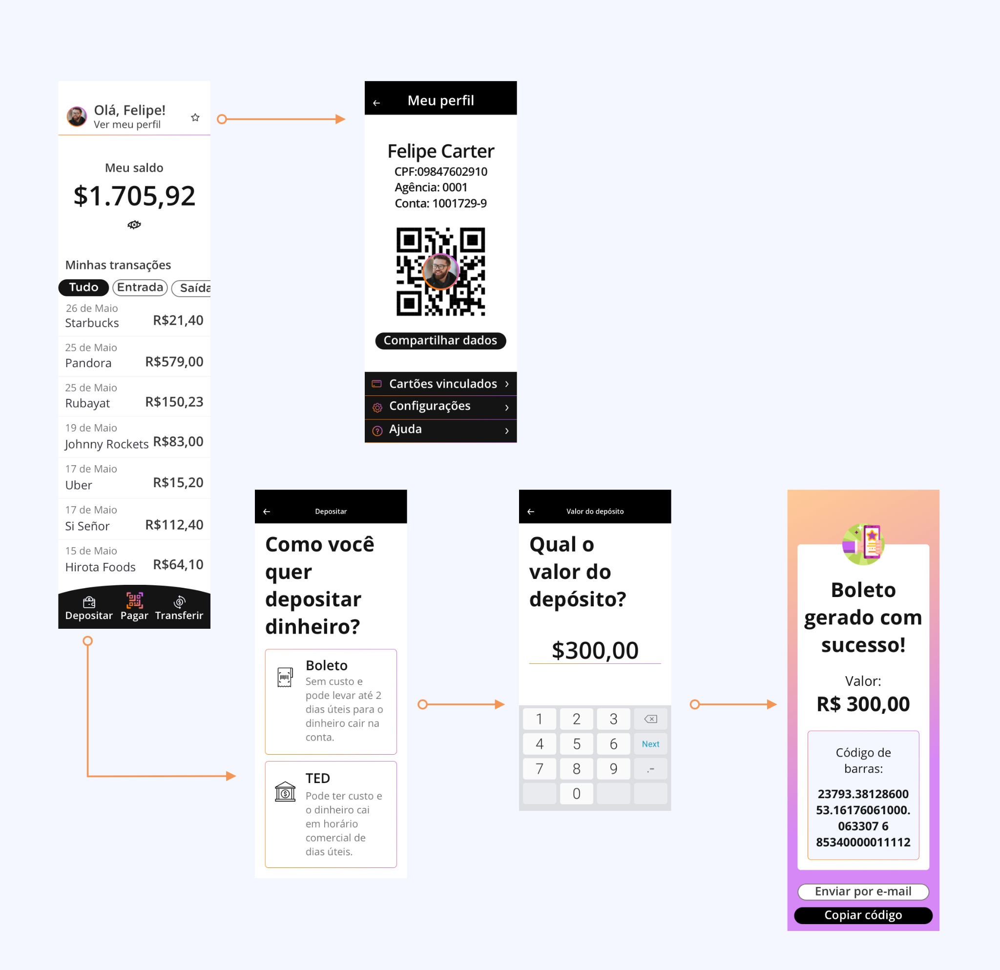 Olá, Felipe!
Ver meu perfil
Meu saldo
$1.705,92
Minhas transações
Tudo
Entrada
Saída
26 de Maio
Starbucks
R$21,40
25 de Maio
Pandora
R$579,00
25 de Maio
Rubayat
R$150,23
19 de Maio
Johnny Rockets
R$83,00
17 de Maio
Uber
R$15,20
17 de Maio
Si Señor
R$112,40
15 de Maio
Hirota Foods
R$64,10
Depositar
Pagar
Transferir
Meu perfil
Felipe Carter
CPF:09847602910
Agência: 0001
Conta: 1001729-9
Compartilhar dados
Cartões vinculados
Configurações
Ajuda
Depositar
Como você
quer
depositar
dinheiro?
Boleto
Sem custo e
pode levar até 2
dias úteis para o
dinheiro cair na
conta.
TED
Pode ter custo e
o dinheiro cai
em horário
comercial de
dias úteis.
Valor do depósito
Qual o
valor do
depósito?
$300,00
1
2
3
4
5
6
Next
7
8
9
.-
0
Boleto
gerado com
sucesso!
Valor:
R$ 300,00
Código de
barras:
23793.38128600
53.16176061000.
063307 6
85340000011112
Enviar por e-mail
Copiar código